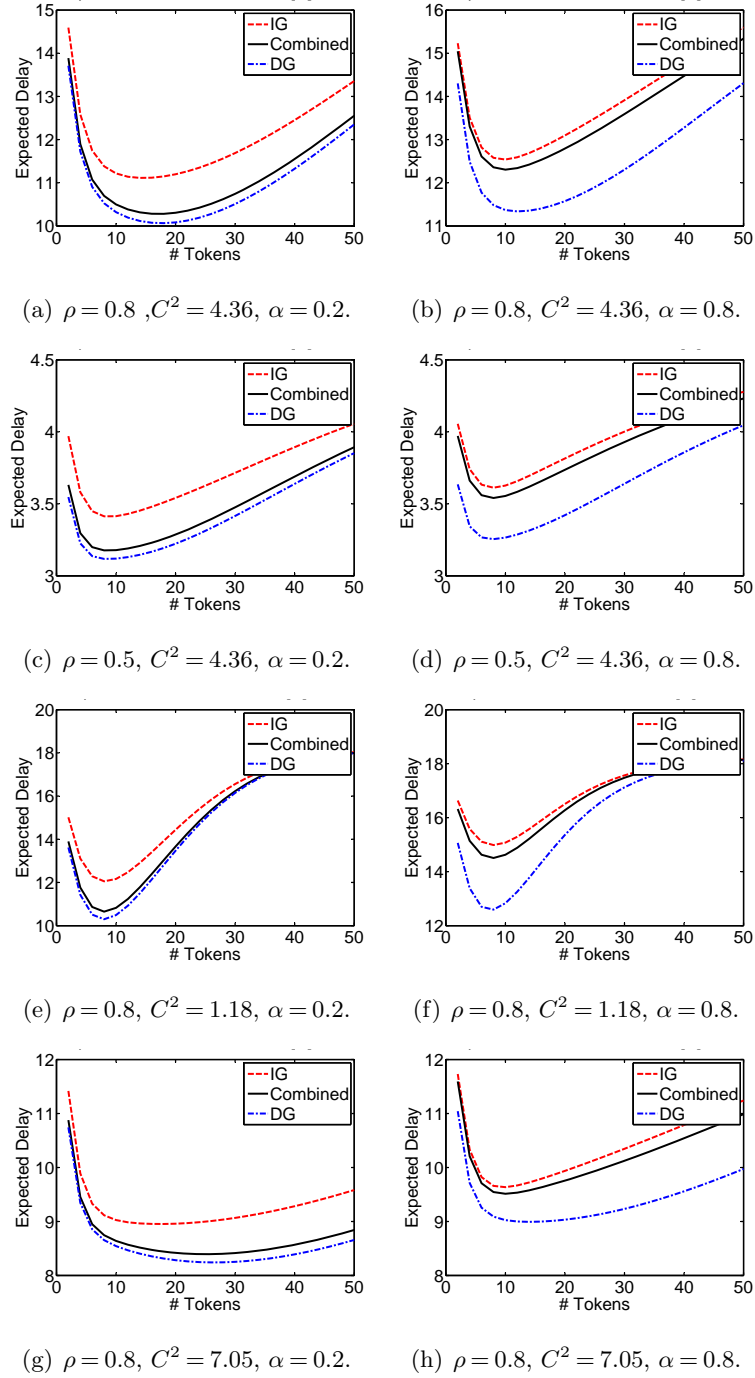 15
14
13
12
11
10
Expected Delay
0 10 20 30 40 50
# Tokens
IG
Combined
DG
(a) ρ = 0.8 ,C² = 4.36, α = 0.2.
16
15
14
13
12
11
Expected Delay
0 10 20 30 40 50
# Tokens
IG
Combined
DG
(b) ρ = 0.8, C² = 4.36, α = 0.8.
4.5
4
3.5
3
Expected Delay
0 10 20 30 40 50
# Tokens
IG
Combined
DG
(c) ρ = 0.5, C² = 4.36, α = 0.2.
4.5
4
3.5
3
Expected Delay
0 10 20 30 40 50
# Tokens
IG
Combined
DG
(d) ρ = 0.5, C² = 4.36, α = 0.8.
20
18
16
14
12
10
Expected Delay
0 10 20 30 40 50
# Tokens
IG
Combined
DG
(e) ρ = 0.8, C² = 1.18, α = 0.2.
20
18
16
14
12
Expected Delay
0 10 20 30 40 50
# Tokens
IG
Combined
DG
(f) ρ = 0.8, C² = 1.18, α = 0.8.
12
11
10
9
8
Expected Delay
0 10 20 30 40 50
# Tokens
IG
Combined
DG
(g) ρ = 0.8, C² = 7.05, α = 0.2.
12
11
10
9
8
Expected Delay
0 10 20 30 40 50
# Tokens
IG
Combined
DG
(h) ρ = 0.8, C² = 7.05, α = 0.8.